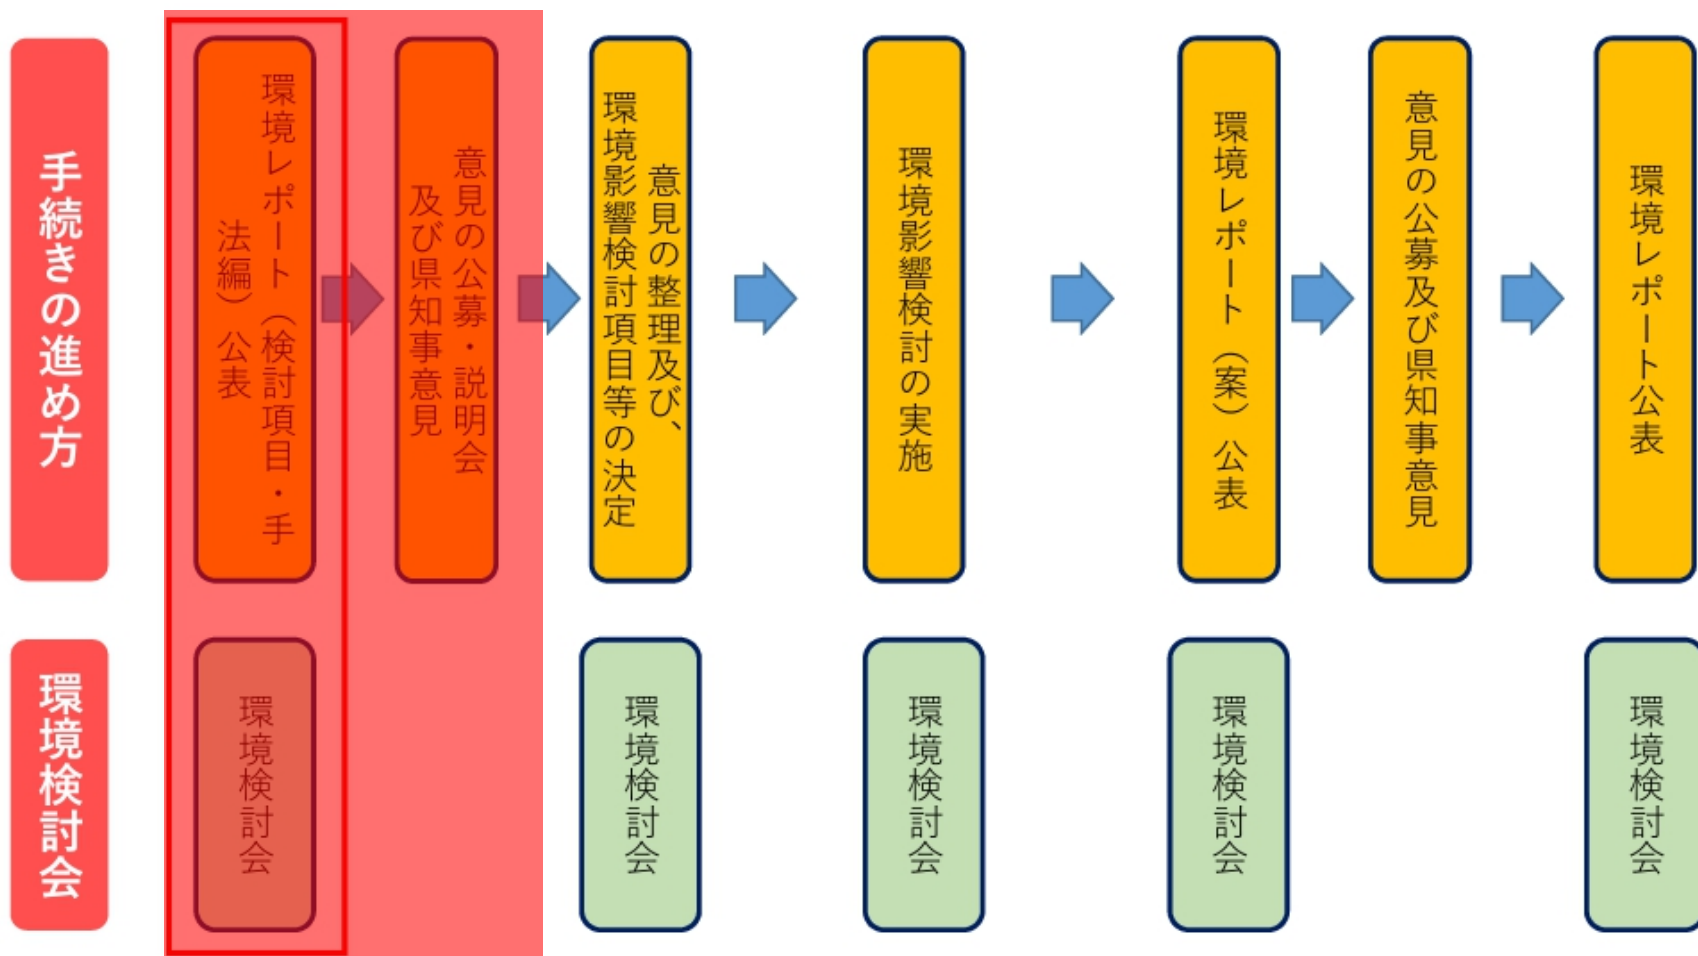 手続きの進め方
環境レポート（検討項目・手
法編）公表
意見の公募・説明会
及び県知事意見
意見の整理及び、
環境影響検討項目等の決定
環境影響検討の実施
環境レポート（案）公表
意見の公募及び県知事意見
環境レポート公表
環境検討会
環境検討会
環境検討会
環境検討会
環境検討会
環境検討会